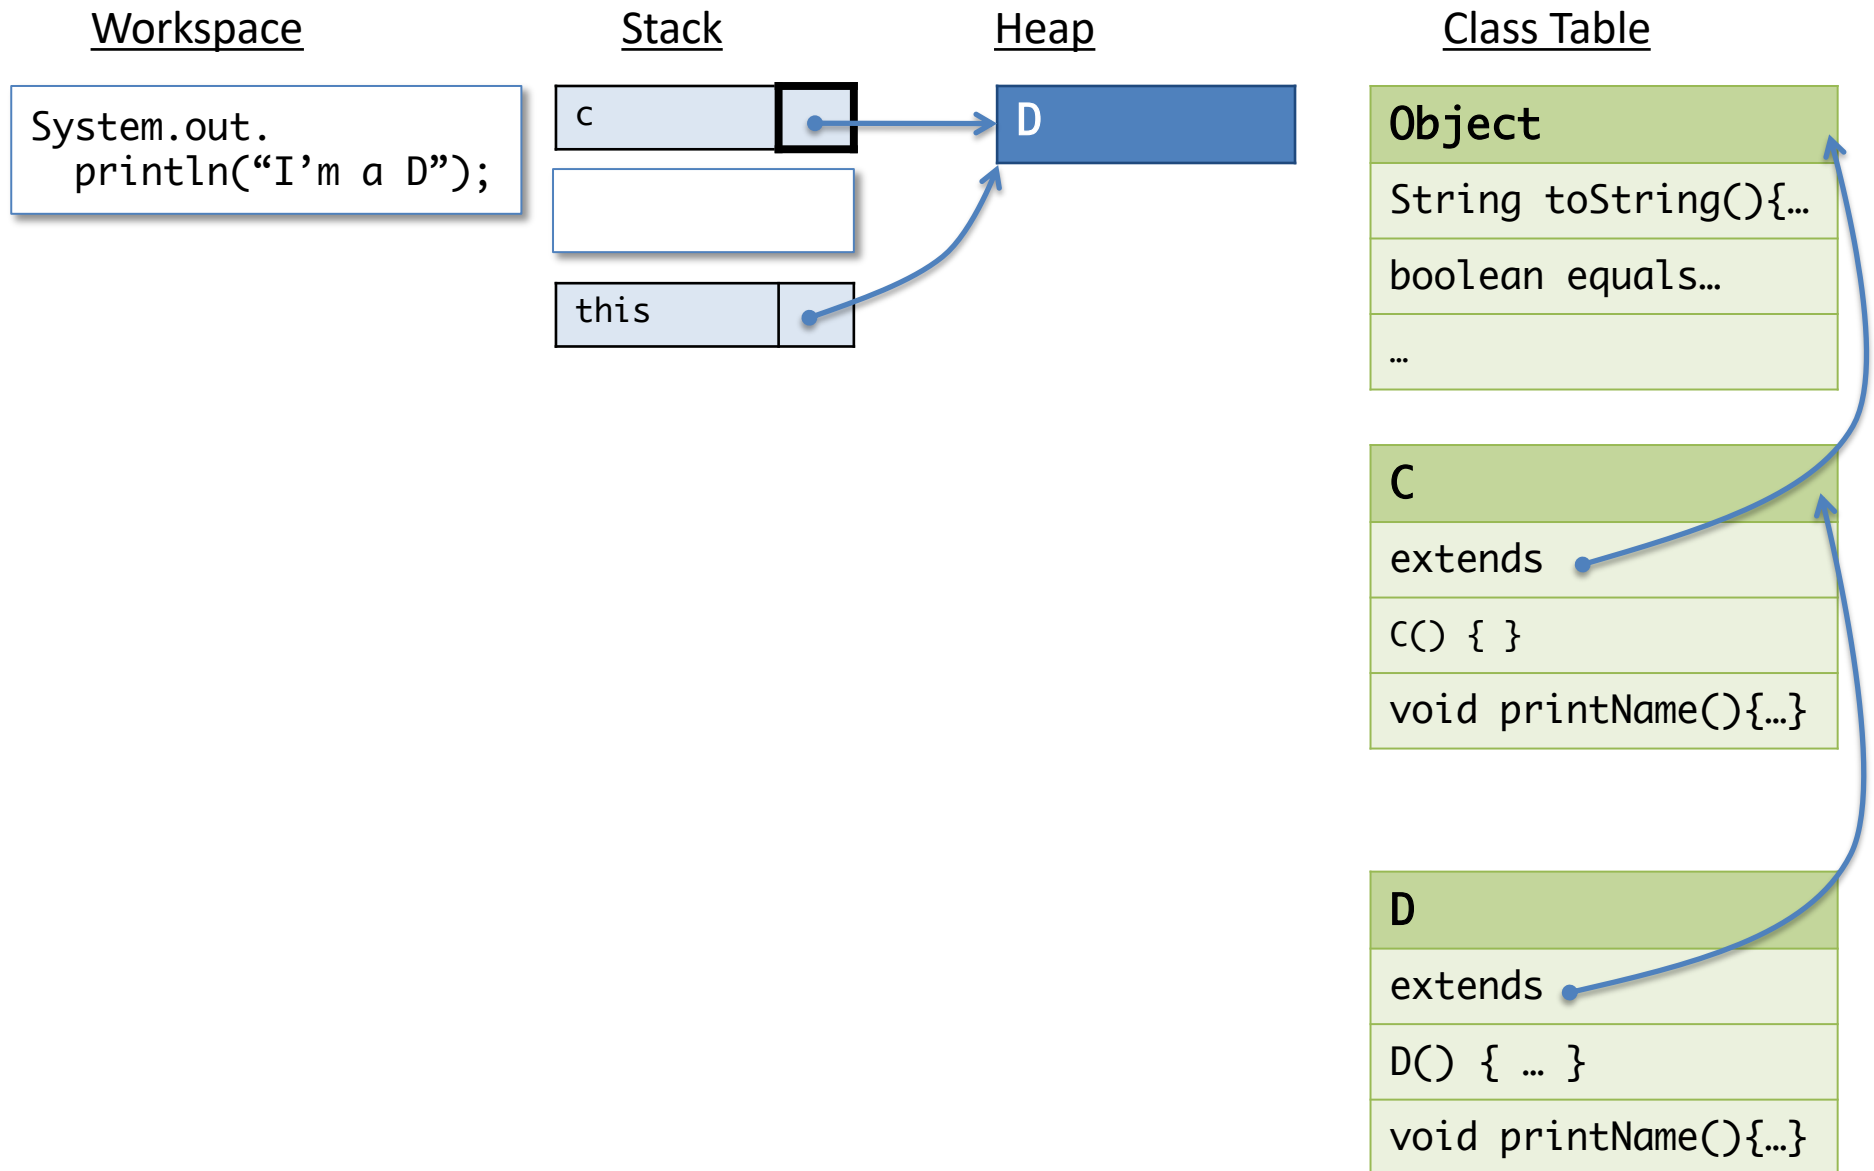 Workspace
Stack
Heap
Class Table
System.out.
println(“I’m a D”);
c
this
D
Object
String toString(){…
boolean equals…
…
C
extends
C() { }
void printName(){…}
D
extends
D() { … }
void printName(){…}